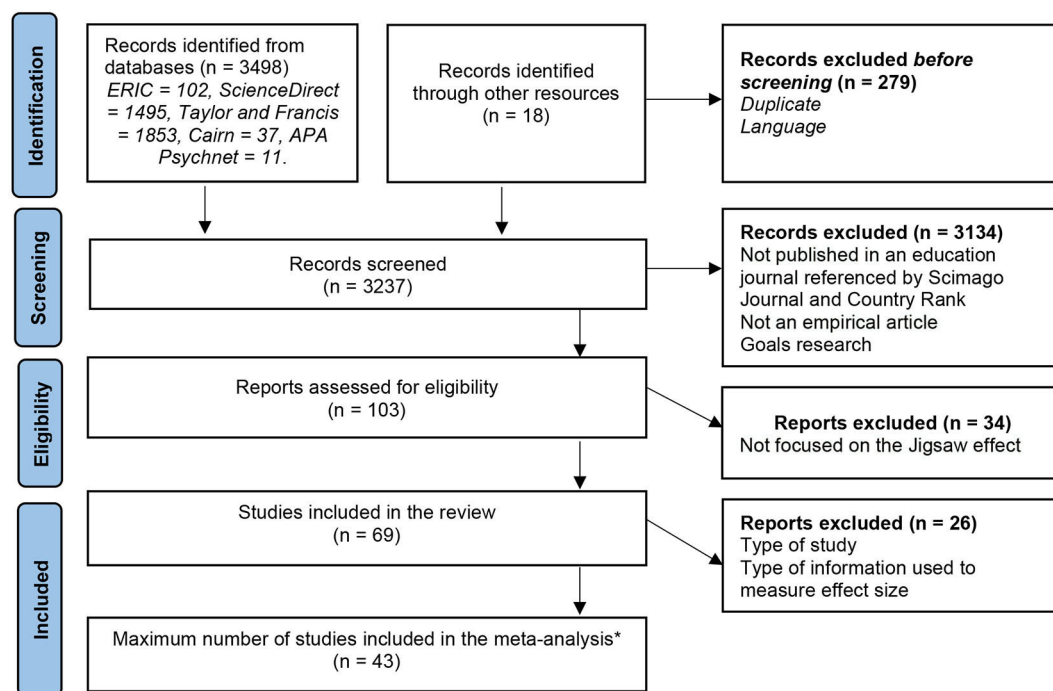 Identification
Records identified from
databases (n = 3498)
ERIC = 102, ScienceDirect
= 1495, Taylor and Francis
= 1853, Cairn = 37, APA
Psychnet = 11.
Records identified
through other resources
(n = 18)
Records excluded before
screening (n = 279)
Duplicate
Language
Screening
Records screened
(n = 3237)
Records excluded (n = 3134)
Not published in an education
journal referenced by Scimago
Journal and Country Rank
Not an empirical article
Goals research
Eligibility
Reports assessed for eligibility
(n = 103)
Reports excluded (n = 34)
Not focused on the Jigsaw effect
Included
Studies included in the review
(n = 69)
Reports excluded (n = 26)
Type of study
Type of information used to
measure effect size
Maximum number of studies included in the meta-analysis*
(n = 43)